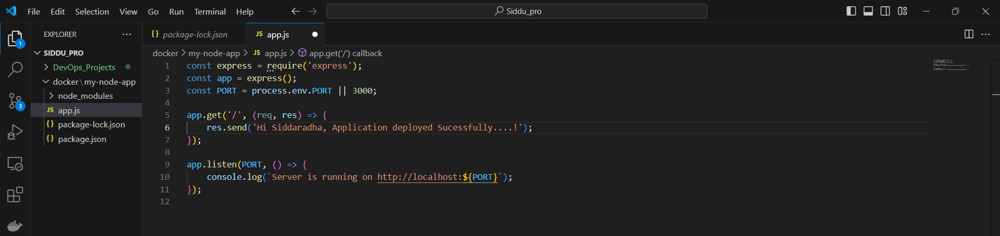 File Edit Selection View Go Run Terminal Help
Siddu_pro
EXPLORER
SIDDU_PRO
DevOps_Projects
docker\my-node-app
node_modules
JS app.js
{} package-lock.json
{} package.json
1
3
{} package-lock.json
JS app.js
docker > my-node-app > JS app.js > app.get('/') callback
1 const express = require('express');
2 const app = express();
3 const PORT = process.env.PORT || 3000;
4
5 app.get('/', (req, res) => {
6     res.send('Hi Siddaradha, Application deployed Sucessfully....!');
7 });
8
9 app.listen(PORT, () => {
10     console.log(`Server is running on http://localhost:${PORT}`);
11 });
12